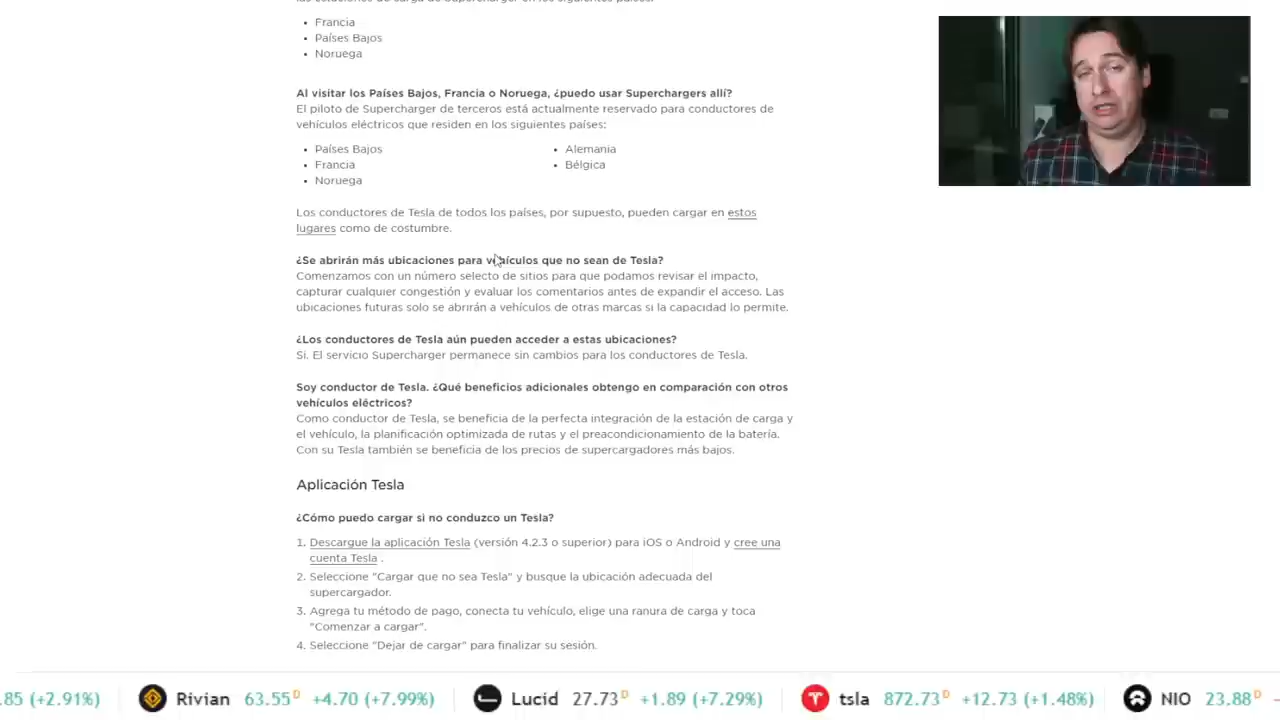 Francia
Países Bajos
Noruega
Al visitar los Países Bajos, Francia o Noruega, ¿puedo usar Superchargers allí?
El piloto de Supercharger de terceros está actualmente reservado para conductores de
vehículos eléctricos que residen en los siguientes países:
Países Bajos
Francia
Noruega
Alemania
Bélgica
Los conductores de Tesla de todos los países, por supuesto, pueden cargar en estos
lugares como de costumbre.
¿Se abrirán más ubicaciones para vehículos que no sean de Tesla?
Comenzamos con un número selecto de sitios para que podamos revisar el impacto,
capturar cualquier congestión y evaluar los comentarios antes de expandir el acceso. Las
ubicaciones futuras solo se abrirán a vehículos de otras marcas si la capacidad lo permite.
¿Los conductores de Tesla aún pueden acceder a estas ubicaciones?
Si. El servicio Supercharger permanece sin cambios para los conductores de Tesla.
Soy conductor de Tesla. ¿Qué beneficios adicionales obtengo en comparación con otros
vehículos eléctricos?
Como conductor de Tesla, se beneficia de la perfecta integración de la estación de carga y
el vehículo, la planificación optimizada de rutas y el preacondicionamiento de la batería.
Con su Tesla también se beneficia de los precios de supercargadores más bajos.
Aplicación Tesla
¿Cómo puedo cargar si no conduzco un Tesla?
1. Descargue la aplicación Tesla (versión 4.2.3 o superior) para iOS o Android y cree una
cuenta Tesla .
2. Seleccione "Cargar que no sea Tesla" y busque la ubicación adecuada del
supercargador.
3. Agrega tu método de pago, conecta tu vehículo, elige una ranura de carga y toca
"Comenzar a cargar".
4. Seleccione "Dejar de cargar" para finalizar su sesión.
.85 (+2.91%) Rivian 63.55 D +4.70 (+7.99%) Lucid 27.73 D +1.89 (+7.29%) tsla 872.73 D +12.73 (+1.48%) NIO 23.88 D